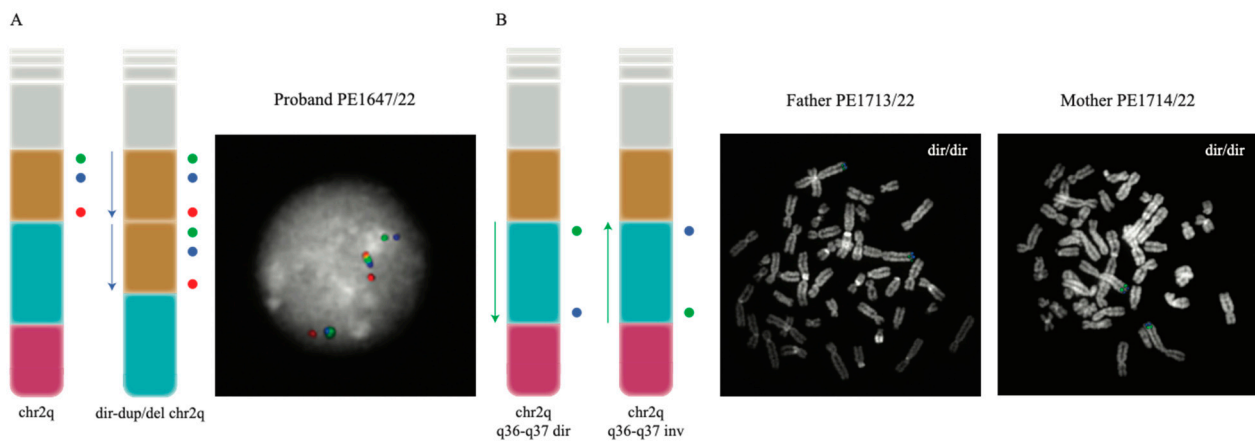 A
B
Proband PE1647/22
Father PE1713/22
Mother PE1714/22
dir/dir
dir/dir
chr2q
dir-dup/del chr2q
chr2q
q36-q37 dir
chr2q
q36-q37 inv